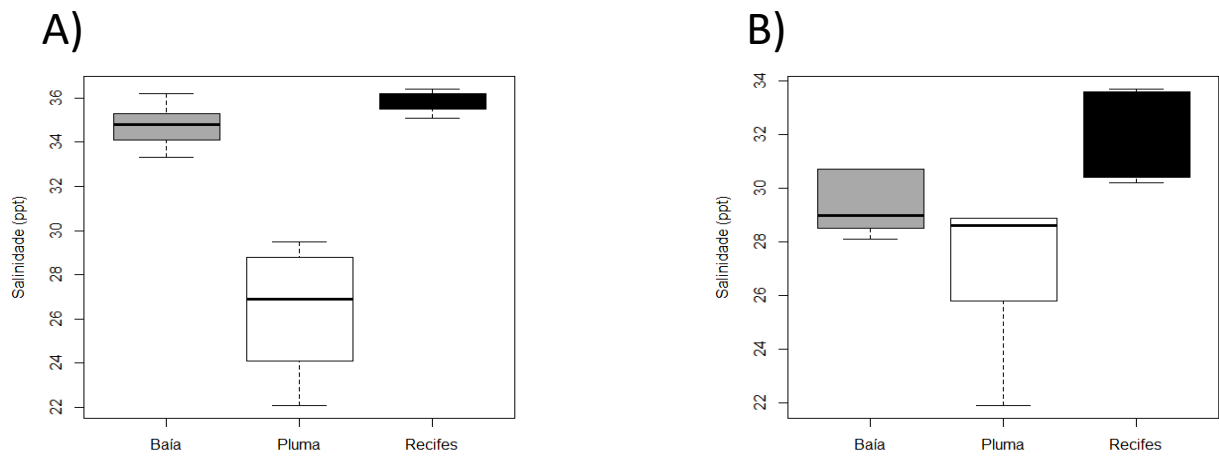 A)
Salinidade (ppt)
36
34
32
30
28
26
24
22
Baía Pluma Recifes
B)
Salinidade (ppt)
34
32
30
28
26
24
22
Baía Pluma Recifes